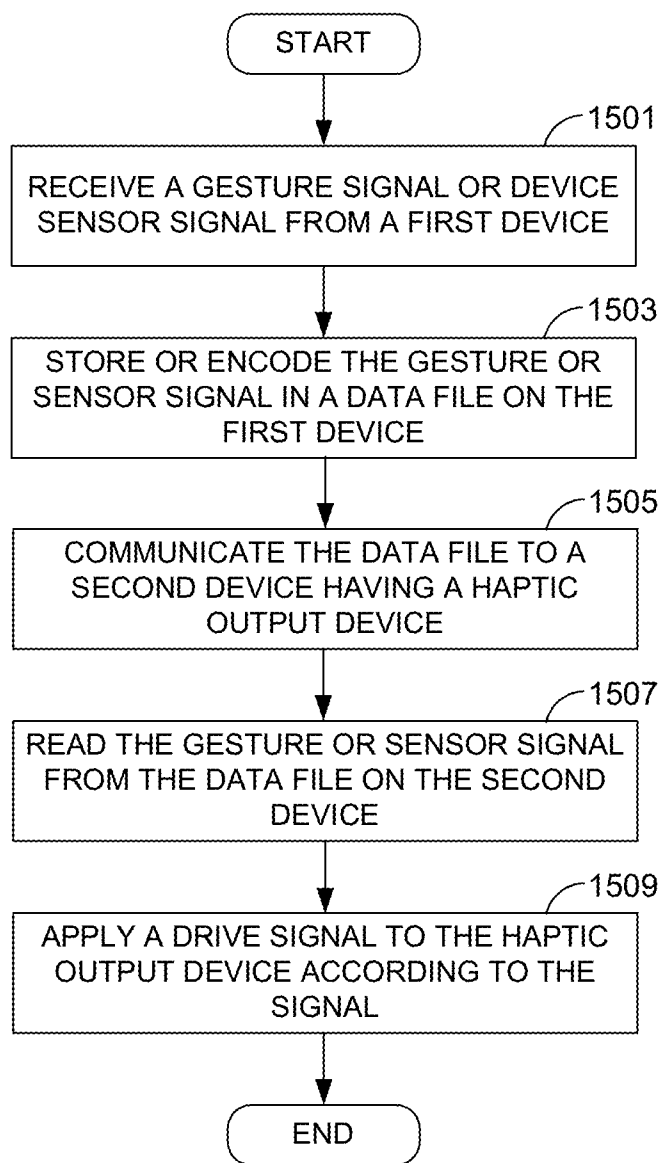 START
1501
RECEIVE A GESTURE SIGNAL OR DEVICE
SENSOR SIGNAL FROM A FIRST DEVICE
1503
STORE OR ENCODE THE GESTURE OR
SENSOR SIGNAL IN A DATA FILE ON THE
FIRST DEVICE
1505
COMMUNICATE THE DATA FILE TO A
SECOND DEVICE HAVING A HAPTIC
OUTPUT DEVICE
1507
READ THE GESTURE OR SENSOR SIGNAL
FROM THE DATA FILE ON THE SECOND
DEVICE
1509
APPLY A DRIVE SIGNAL TO THE HAPTIC
OUTPUT DEVICE ACCORDING TO THE
SIGNAL
END